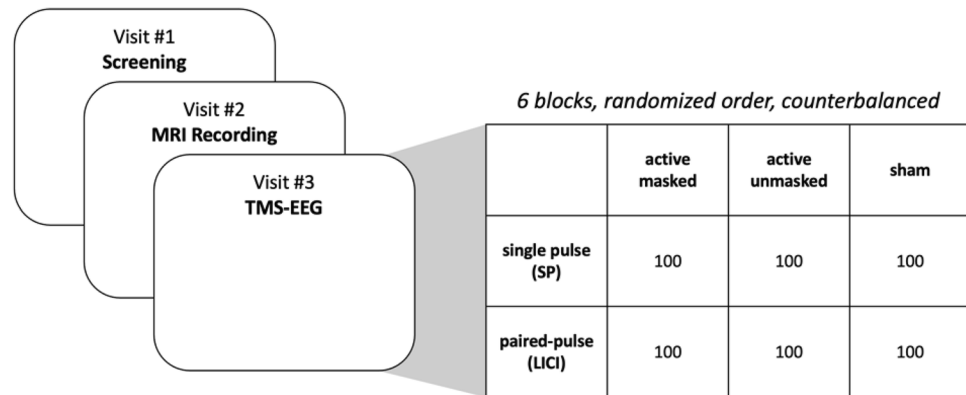 Visit #1
Screening
Visit #2
MRI Recording
Visit #3
TMS-EEG
6 blocks, randomized order, counterbalanced
active masked
active unmasked
sham
single pulse (SP)
100
100
100
paired-pulse (LICI)
100
100
100